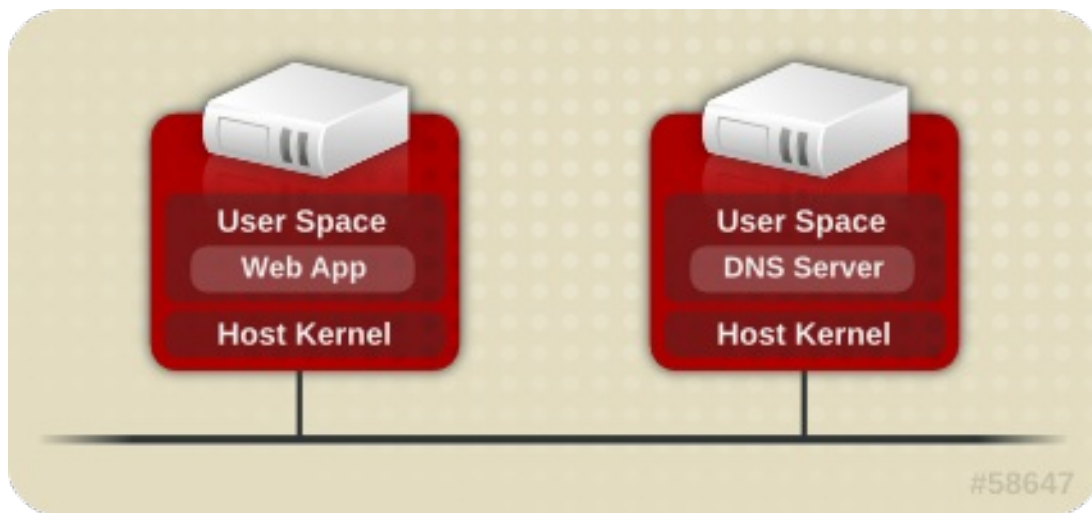 User Space
Web App
Host Kernel
User Space
DNS Server
Host Kernel
#58647